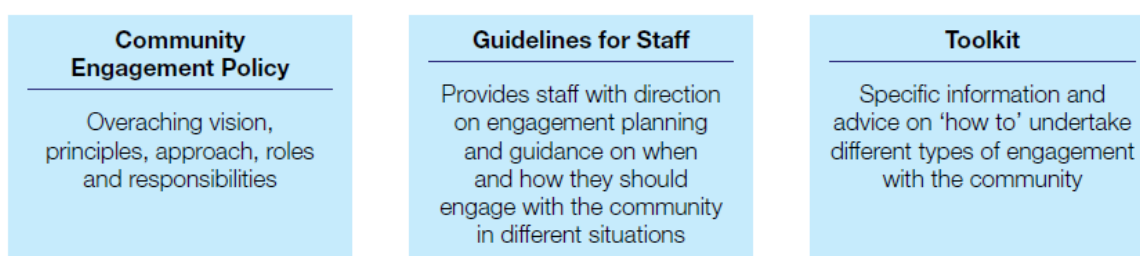 Community
Engagement Policy
Overaching vision,
principles, approach, roles
and responsibilities
Guidelines for Staff
Provides staff with direction
on engagement planning
and guidance on when
and how they should
engage with the community
in different situations
Toolkit
Specific information and
advice on ‘how to’ undertake
different types of engagement
with the community